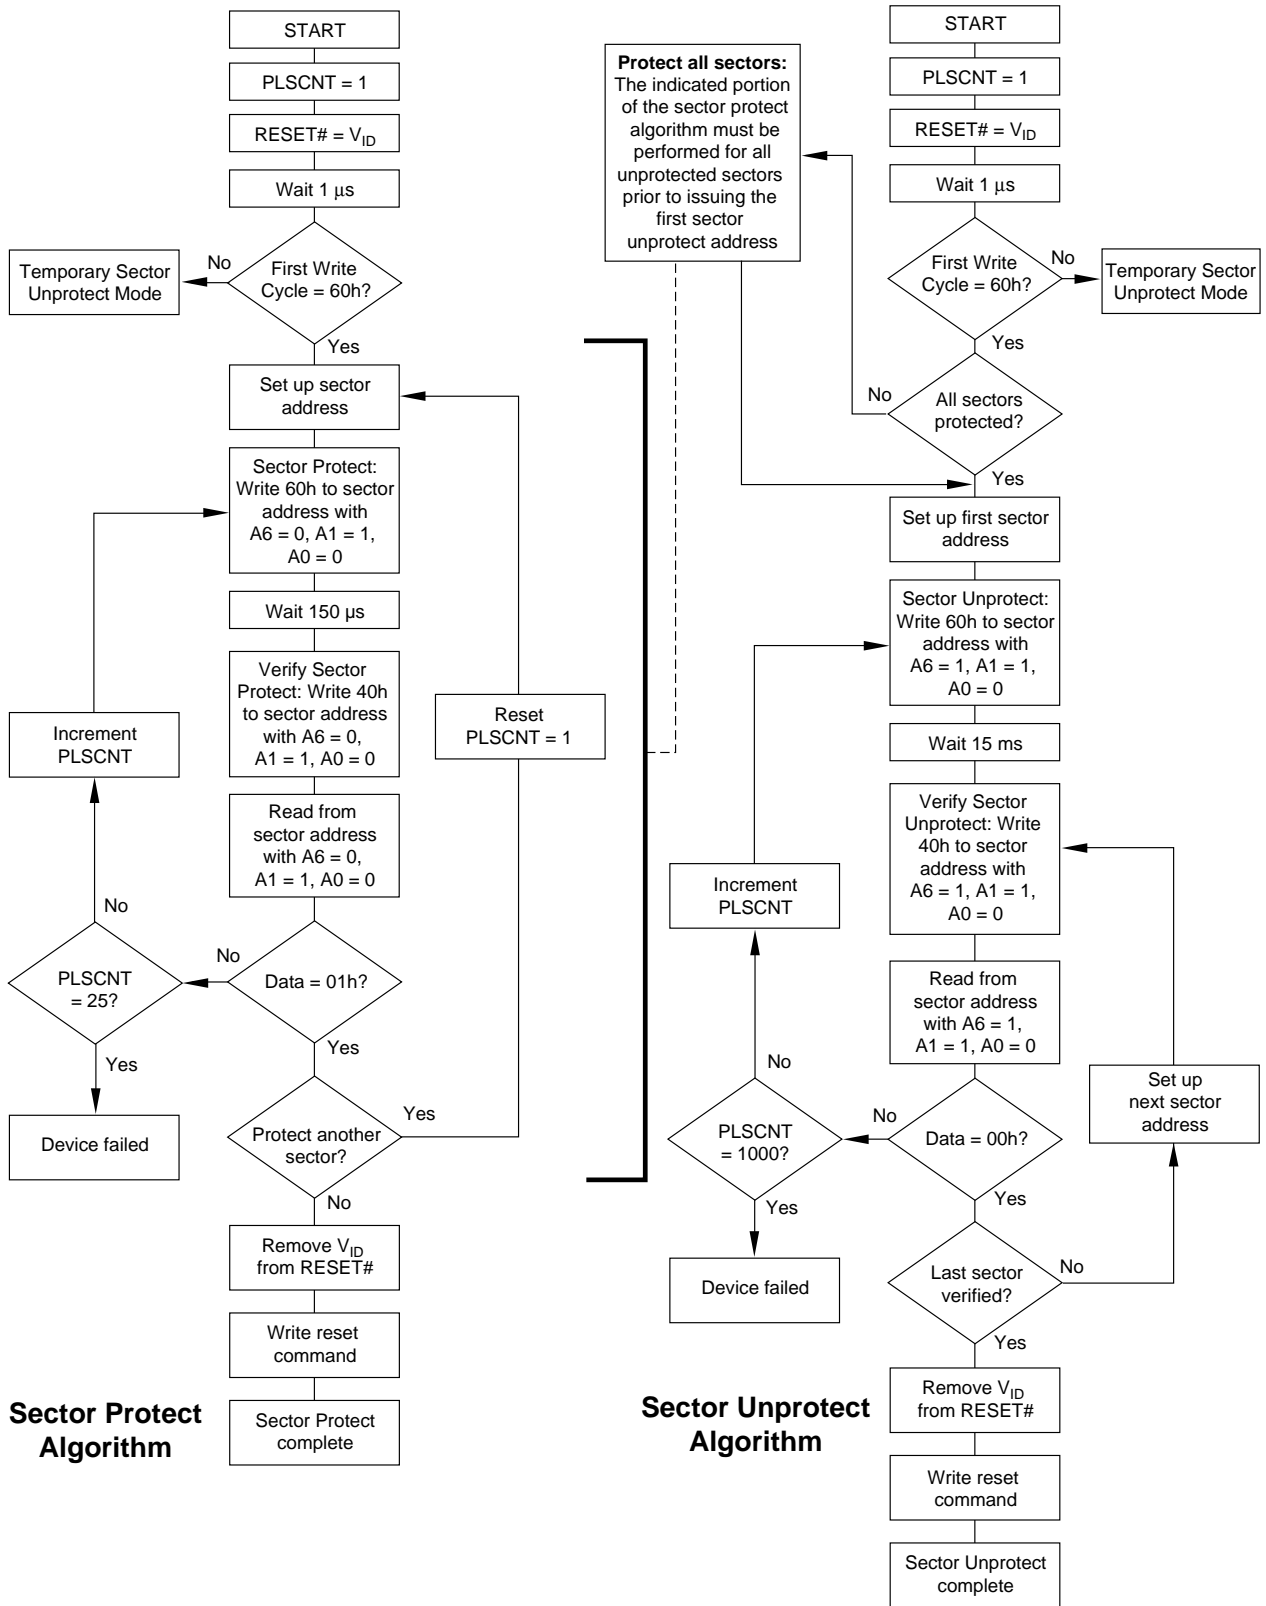 START
PLSCNT = 1
RESET# = VID
Wait 1 μs
First Write
Cycle = 60h?
No
Temporary Sector
Unprotect Mode
Yes
Set up sector
address
Sector Protect:
Write 60h to sector
address with
A6 = 0, A1 = 1,
A0 = 0
Wait 150 μs
Verify Sector
Protect: Write 40h
to sector address
with A6 = 0,
A1 = 1, A0 = 0
Increment
PLSCNT
Reset
PLSCNT = 1
Read from
sector address
with A6 = 0,
A1 = 1, A0 = 0
No
No
PLSCNT
= 25?
Data = 01h?
Yes
Yes
Device failed
Yes
Protect another
sector?
No
Remove VID
from RESET#
Write reset
command
Sector Protect
complete
Sector Protect
Algorithm
Protect all sectors:
The indicated portion
of the sector protect
algorithm must be
performed for all
unprotected sectors
prior to issuing the
first sector
unprotect address
START
PLSCNT = 1
RESET# = VID
Wait 1 μs
First Write
Cycle = 60h?
No
Temporary Sector
Unprotect Mode
Yes
No
All sectors
protected?
Yes
Set up first sector
address
Sector Unprotect:
Write 60h to sector
address with
A6 = 1, A1 = 1,
A0 = 0
Wait 15 ms
Verify Sector
Unprotect: Write
40h to sector
address with
A6 = 1, A1 = 1,
A0 = 0
Increment
PLSCNT
Read from
sector address
with A6 = 1,
A1 = 1, A0 = 0
No
Set up
next sector
address
No
PLSCNT
= 1000?
Data = 00h?
Yes
Yes
Device failed
Last sector
verified?
No
Yes
Remove VID
from RESET#
Write reset
command
Sector Unprotect
complete
Sector Unprotect
Algorithm